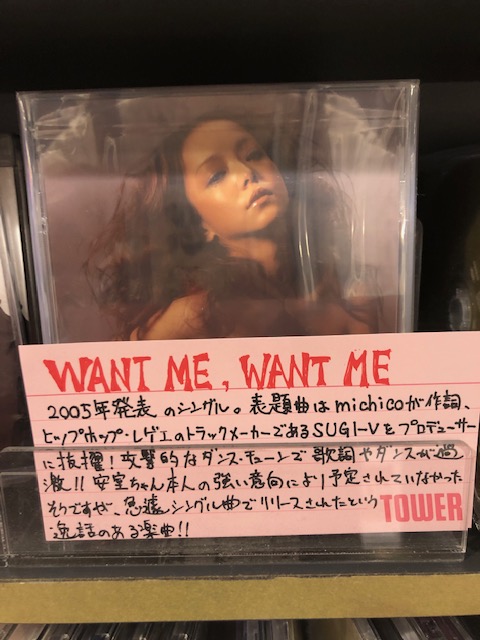 WANT ME, WANT ME
2005年発表 のシングル。表題曲はmichicoが作詞、
ヒップホップ・レゲエのトラックメーカーであるSUGI-Vをプロデューサー
に抜擢！攻撃的なダンス・チューンで歌詞やダンスが過
激!!安室ちゃん本人の強い意向により予定されていなかった
そうですが、急遽シングル曲でリリースされたという
逸話のある楽曲!!
TOWER